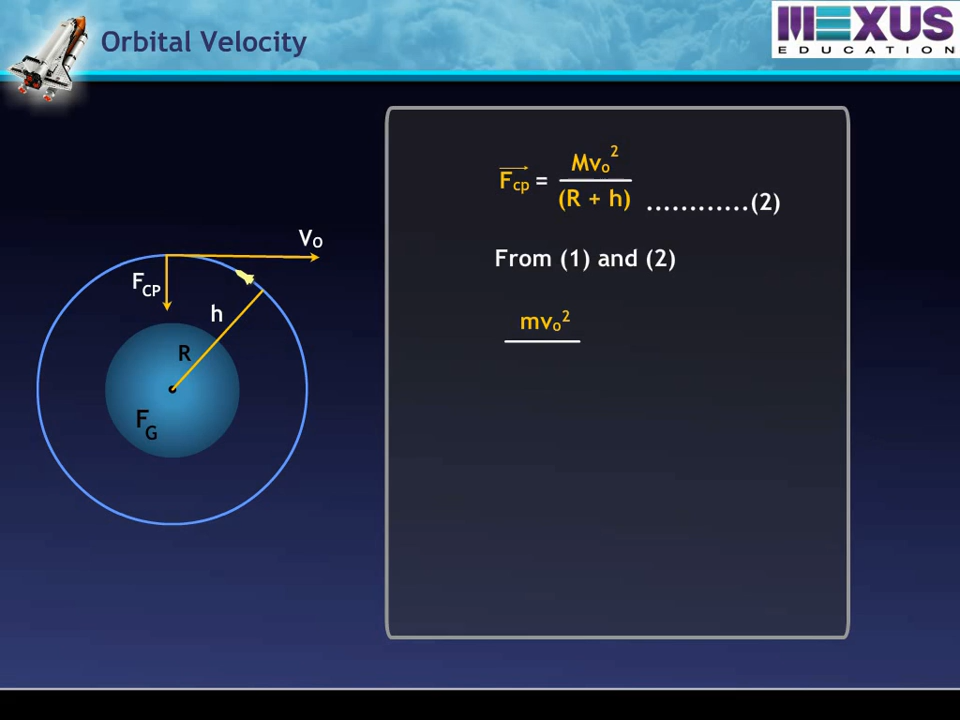 Orbital Velocity
MEXUS
EDUCATION
Fcp = Mvo² / (R + h) ............(2)
From (1) and (2)
mvo²
VO
FCP
h
R
FG